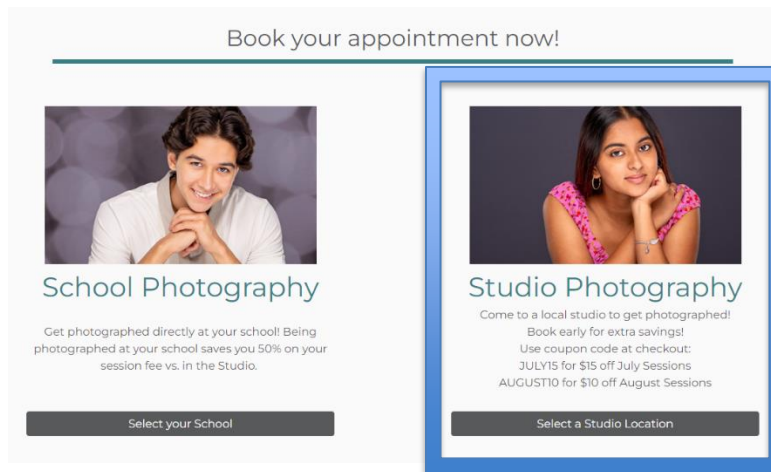 Book your appointment now!
School Photography
Get photographed directly at your school! Being
photographed at your school saves you 50% on your
session fee vs. in the Studio.
Select your School
Studio Photography
Come to a local studio to get photographed!
Book early for extra savings!
Use coupon code at checkout:
JULY15 for $15 off July Sessions
AUGUST10 for $10 off August Sessions
Select a Studio Location